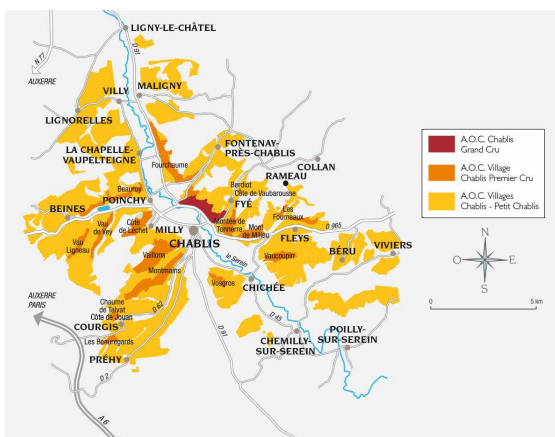 LIGNY-LE-CHÂTEL
N 77
D 91
AUXERRE
VILLY
MALIGNY
LIGNORELLES
FONTENAY-
PRÈS-CHABLIS
LA CHAPELLE-
VAUPELTEIGNE
Fourchaume
COLLAN
RAMEAU
Beauroy
POINCHY
Berdiot
Côte de Vaubarousse
FYÉ
BEINES
Vau
de Vey
Côte
de Léchet
Vau
Ligneau
MILLY
CHABLIS
Montée de
Tonnerre
Mont
de Milieu
Les
Fourneaux
D 965
FLEYS
VIVIERS
BÉRU
Vaucoupin
Vaillons
Montmains
le Serein
Vosgros
CHICHÉE
AUXERRE
PARIS
Chaume
de Talvat
Côte de Jouan
COURGIS
D 62
Les Beauregards
PRÉHY
D 2
A 6
D 91
D 45
CHEMILLY-
SUR-SEREIN
POILLY-
SUR-SEREIN
A.O.C. Chablis
Grand Cru
A.O.C. Village
Chablis Premier Cru
A.O.C. Villages
Chablis - Petit Chablis
N
O
E
S
0
5 km